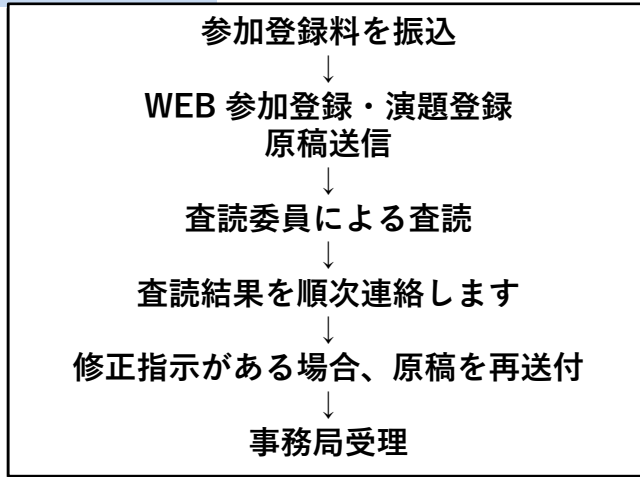 参加登録料を振込
↓
WEB 参加登録・演題登録
原稿送信
↓
査読委員による査読
↓
査読結果を順次連絡します
↓
修正指示がある場合、原稿を再送付
↓
事務局受理